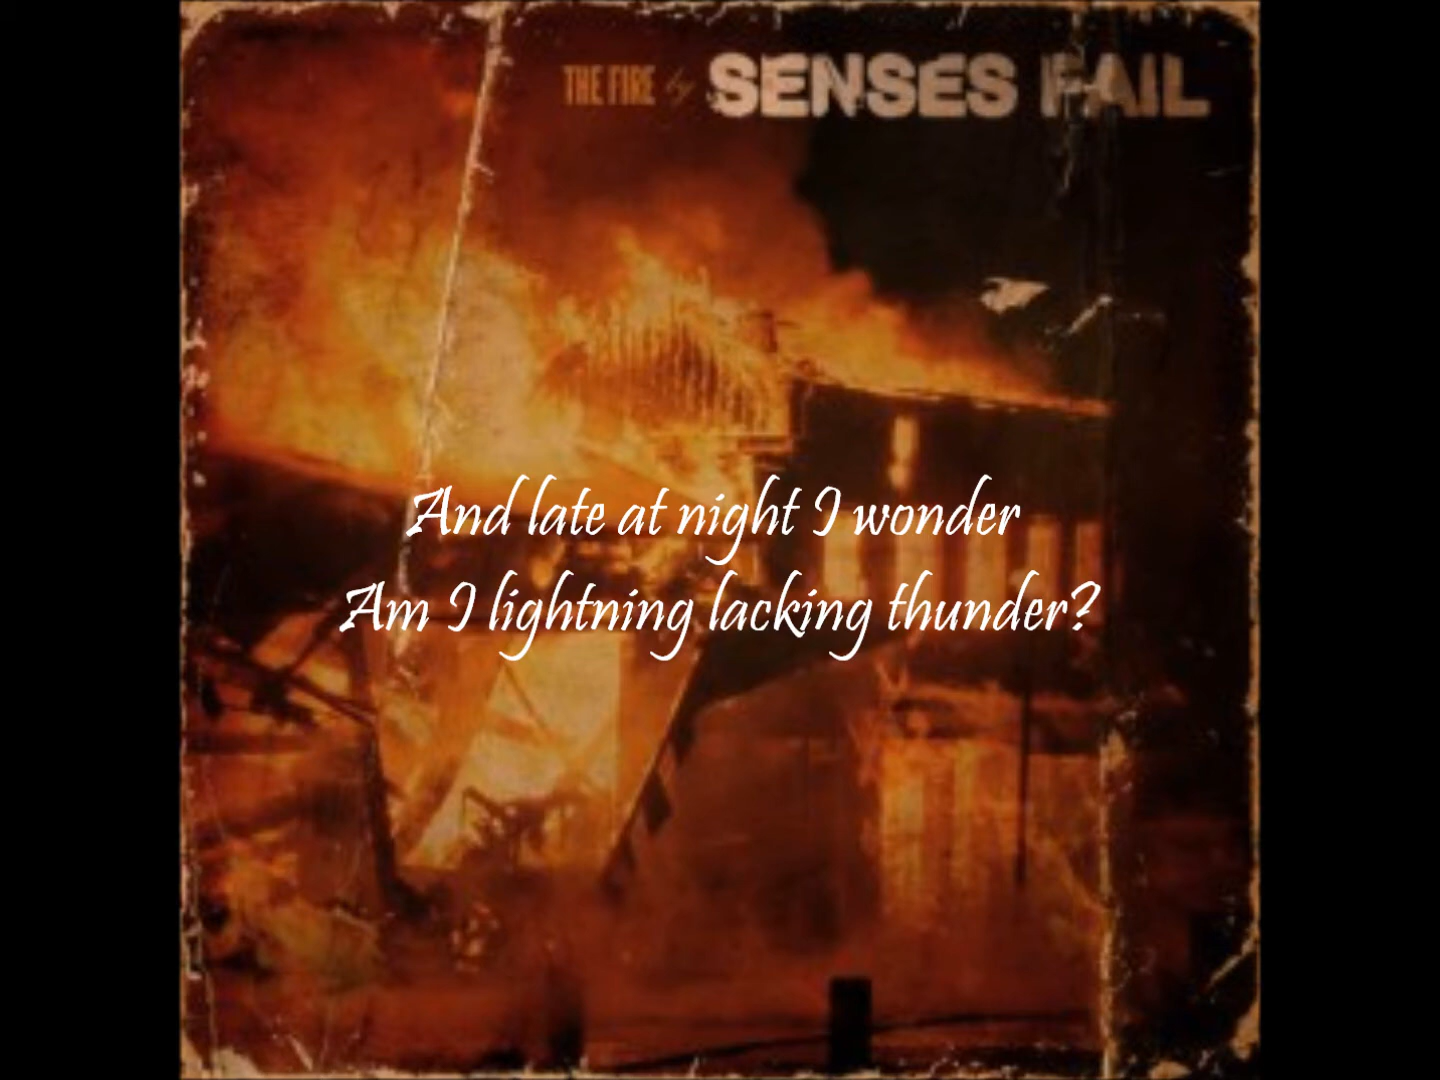 THE FIRE by SENSES FAIL
And late at night I wonder
Am I lightning lacking thunder?